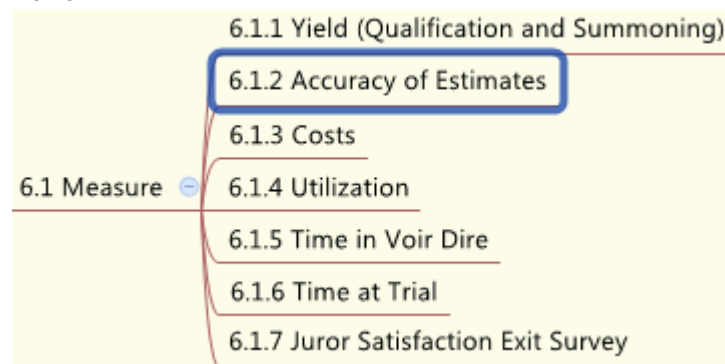 6.1.1 Yield (Qualification and Summoning)
6.1.2 Accuracy of Estimates
6.1.3 Costs
6.1 Measure
6.1.4 Utilization
6.1.5 Time in Voir Dire
6.1.6 Time at Trial
6.1.7 Juror Satisfaction Exit Survey